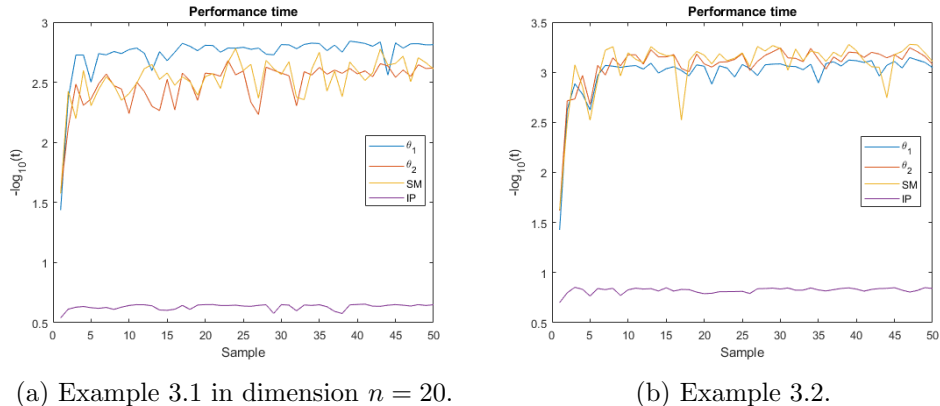 Performance time
3
2.5
2
1.5
1
0.5
-log10(t)
0 5 10 15 20 25 30 35 40 45 50
Sample
θ1
θ2
SM
IP
(a) Example 3.1 in dimension n = 20.
Performance time
3.5
3
2.5
2
1.5
1
0.5
-log10(t)
0 5 10 15 20 25 30 35 40 45 50
Sample
θ1
θ2
SM
IP
(b) Example 3.2.